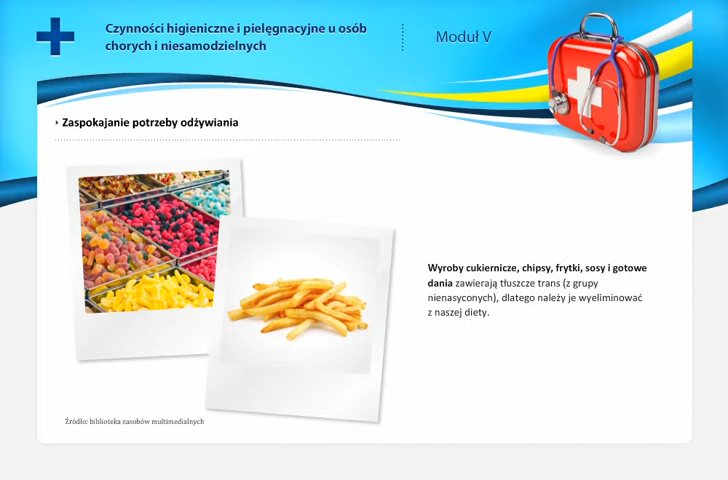 Czynności higieniczne i pielęgnacyjne u osób
chorych i niesamodzielnych
Moduł V
Zaspokajanie potrzeby odżywiania
Wyroby cukiernicze, chipsy, frytki, sosy i gotowe
dania zawierają tłuszcze trans (z grupy
nienasyconych), dlatego należy je wyeliminować
z naszej diety.
Źródło: biblioteka zasobów multimedialnych